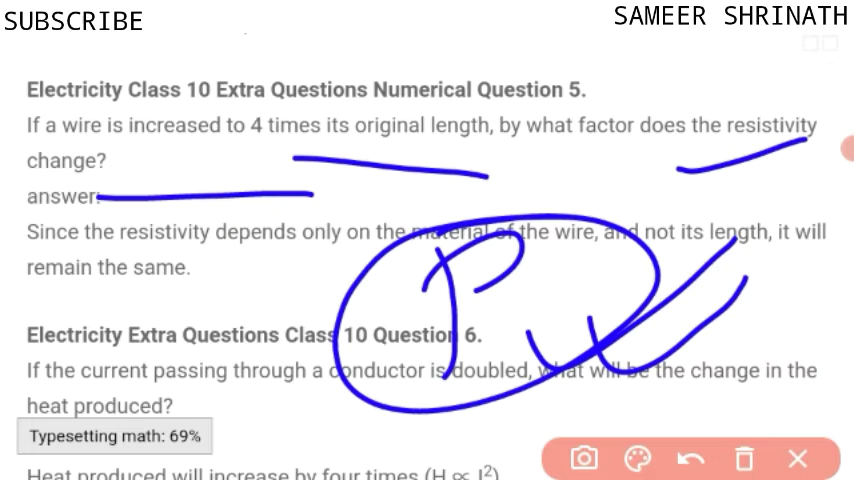 SUBSCRIBE
SAMEER SHRINATH
Electricity Class 10 Extra Questions Numerical Question 5.
If a wire is increased to 4 times its original length, by what factor does the resistivity
change?
answer:
Since the resistivity depends only on the material of the wire, and not its length, it will
remain the same.
Electricity Extra Questions Class 10 Question 6.
If the current passing through a conductor is doubled, what will be the change in the
heat produced?
Typesetting math: 69%
Heat produced will increase by four times (H ∝ I²)